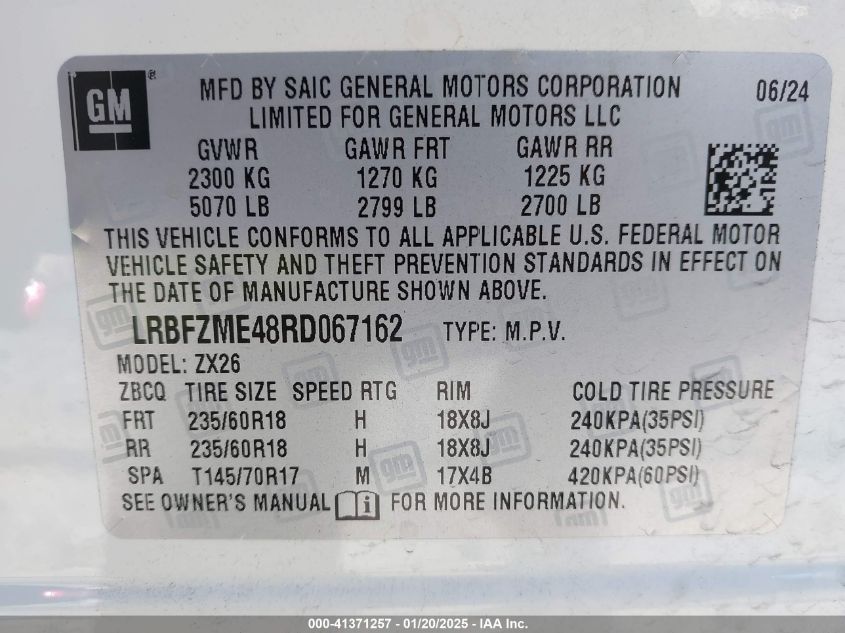 GM ®
MFD BY SAIC GENERAL MOTORS CORPORATION 06/24
LIMITED FOR GENERAL MOTORS LLC
GVWR GAWR FRT GAWR RR
2300 KG 1270 KG 1225 KG
5070 LB 2799 LB 2700 LB
THIS VEHICLE CONFORMS TO ALL APPLICABLE U.S. FEDERAL MOTOR
VEHICLE SAFETY AND THEFT PREVENTION STANDARDS IN EFFECT ON
THE DATE OF MANUFACTURE SHOWN ABOVE.
LRBFZME48RD067162 TYPE: M.P.V.
MODEL: ZX26
ZBCQ TIRE SIZE SPEED RTG RIM COLD TIRE PRESSURE
FRT 235/60R18 H 18X8J 240KPA(35PSI)
RR 235/60R18 H 18X8J 240KPA(35PSI)
SPA T145/70R17 M 17X4B 420KPA(60PSI)
SEE OWNER'S MANUAL i FOR MORE INFORMATION.
000-41371257 - 01/20/2025 - IAA Inc.